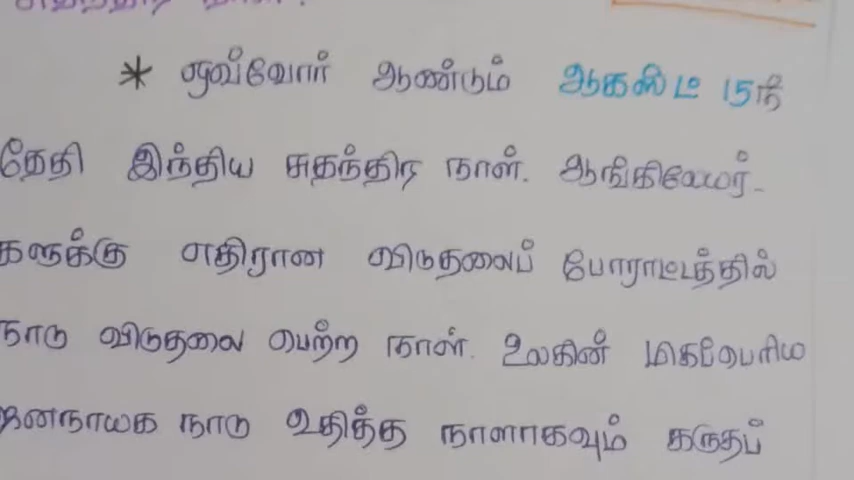 சுதந்திர நாள்.
* ஒவ்வோர் ஆண்டும் ஆகஸ்ட் 15ந்
தேதி இந்திய சுதந்திர நாள். ஆங்கிலேயர்-
களுக்கு எதிரான விடுதலைப் போராட்டத்தில்
நாடு விடுதலை பெற்ற நாள். உலகின் மிகப்பெரிய
ஜனநாயக நாடு உதித்த நாளாகவும் கருதப்